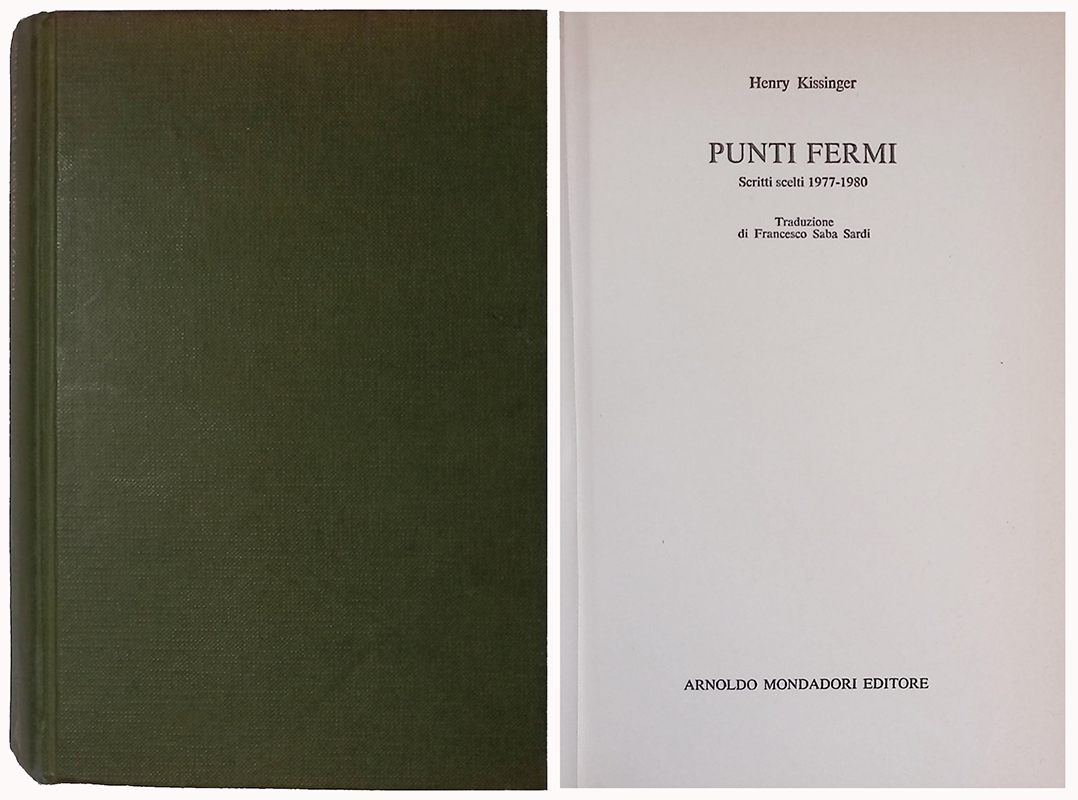 Henry Kissinger
PUNTI FERMI
Scritti scelti 1977-1980
Traduzione
di Francesco Saba Sardi
ARNOLDO MONDADORI EDITORE